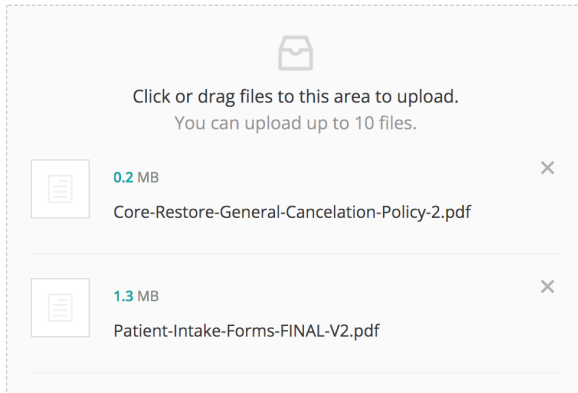 Click or drag files to this area to upload.
You can upload up to 10 files.
0.2 MB
Core-Restore-General-Cancelation-Policy-2.pdf
1.3 MB
Patient-Intake-Forms-FINAL-V2.pdf